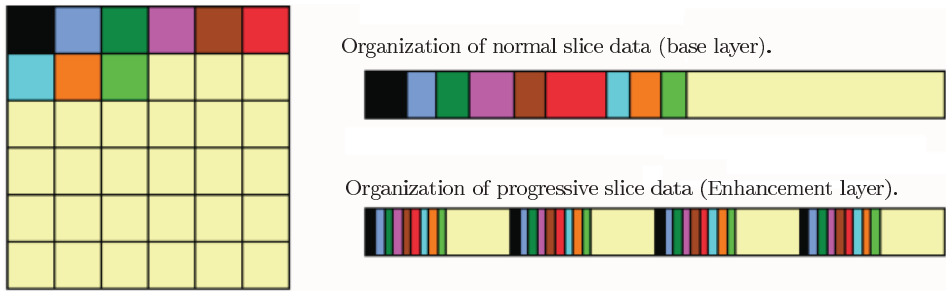 Organization of normal slice data (base layer).
Organization of progressive slice data (Enhancement layer).